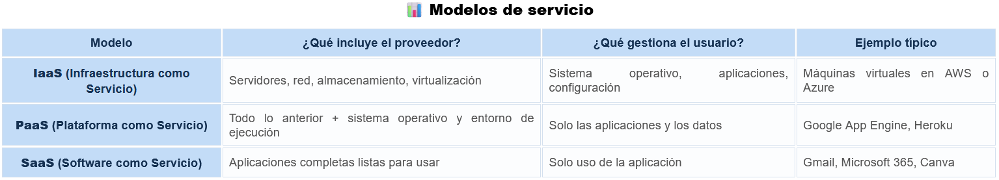 📊 Modelos de servicio
Modelo
¿Qué incluye el proveedor?
¿Qué gestiona el usuario?
Ejemplo típico
IaaS (Infraestructura como
Servicio)
Servidores, red, almacenamiento, virtualización
Sistema operativo, aplicaciones,
configuración
Máquinas virtuales en AWS o
Azure
PaaS (Plataforma como Servicio)
Todo lo anterior + sistema operativo y entorno de
ejecución
Solo las aplicaciones y los datos
Google App Engine, Heroku
SaaS (Software como Servicio)
Aplicaciones completas listas para usar
Solo uso de la aplicación
Gmail, Microsoft 365, Canva